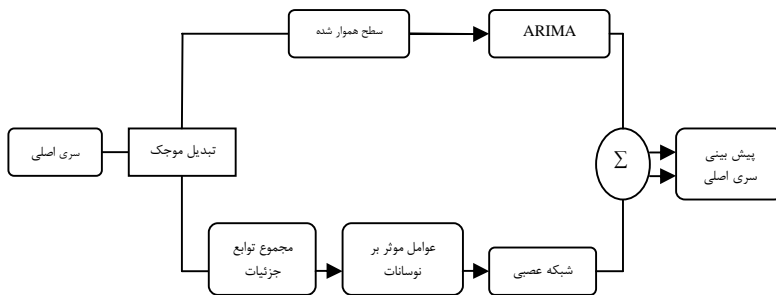 سطح هموار شده
ARIMA
سری اصلی
تبدیل موجک
∑
پیش بینی
سری اصلی
مجموع توابع
جزئیات
عوامل موثر بر
نوسانات
شبکه عصبی